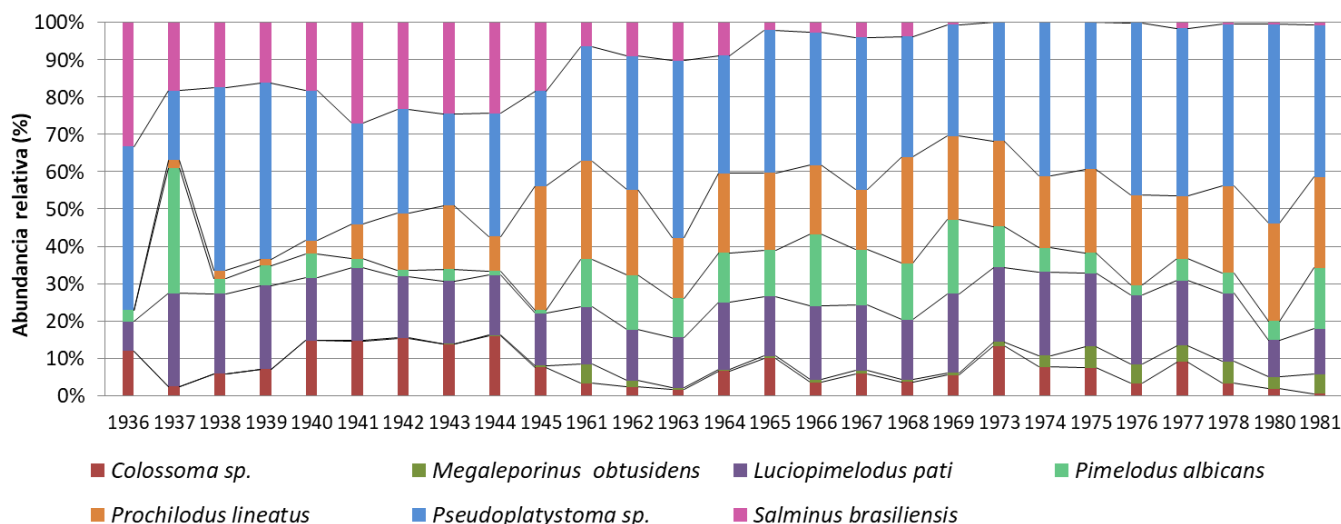 100%
90%
80%
70%
60%
50%
40%
30%
20%
10%
0%
Abundancia relativa (%)
1936 1937 1938 1939 1940 1941 1942 1943 1944 1945 1961 1962 1963 1964 1965 1966 1967 1968 1969 1973 1974 1975 1976 1977 1978 1980 1981
Colossoma sp. Megaleporinus obtusidens Luciopimelodus pati Pimelodus albicans
Prochilodus lineatus Pseudoplatystoma sp. Salminus brasiliensis